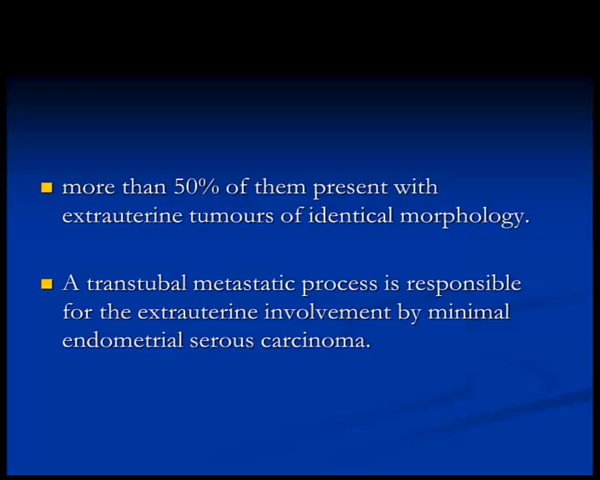 more than 50% of them present with
extrauterine tumours of identical morphology.
A transtubal metastatic process is responsible
for the extrauterine involvement by minimal
endometrial serous carcinoma.